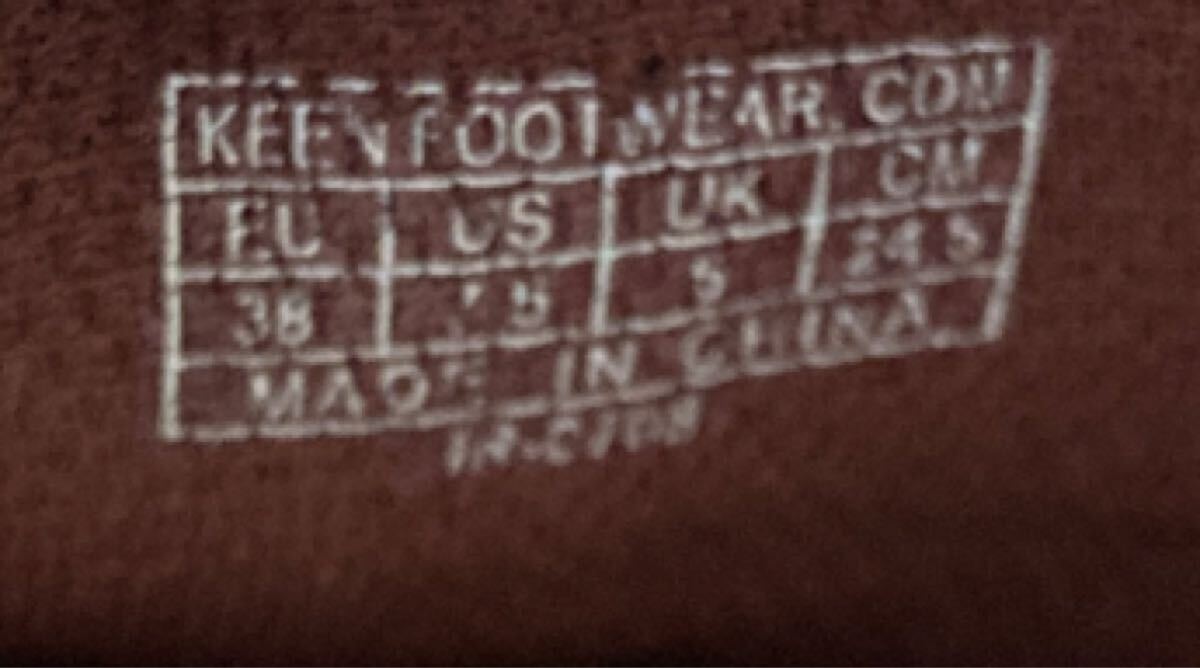 KEENFOOTWEAR.COM
EU US UK CM
38 7.5 5 24.5
MADE IN CHINA